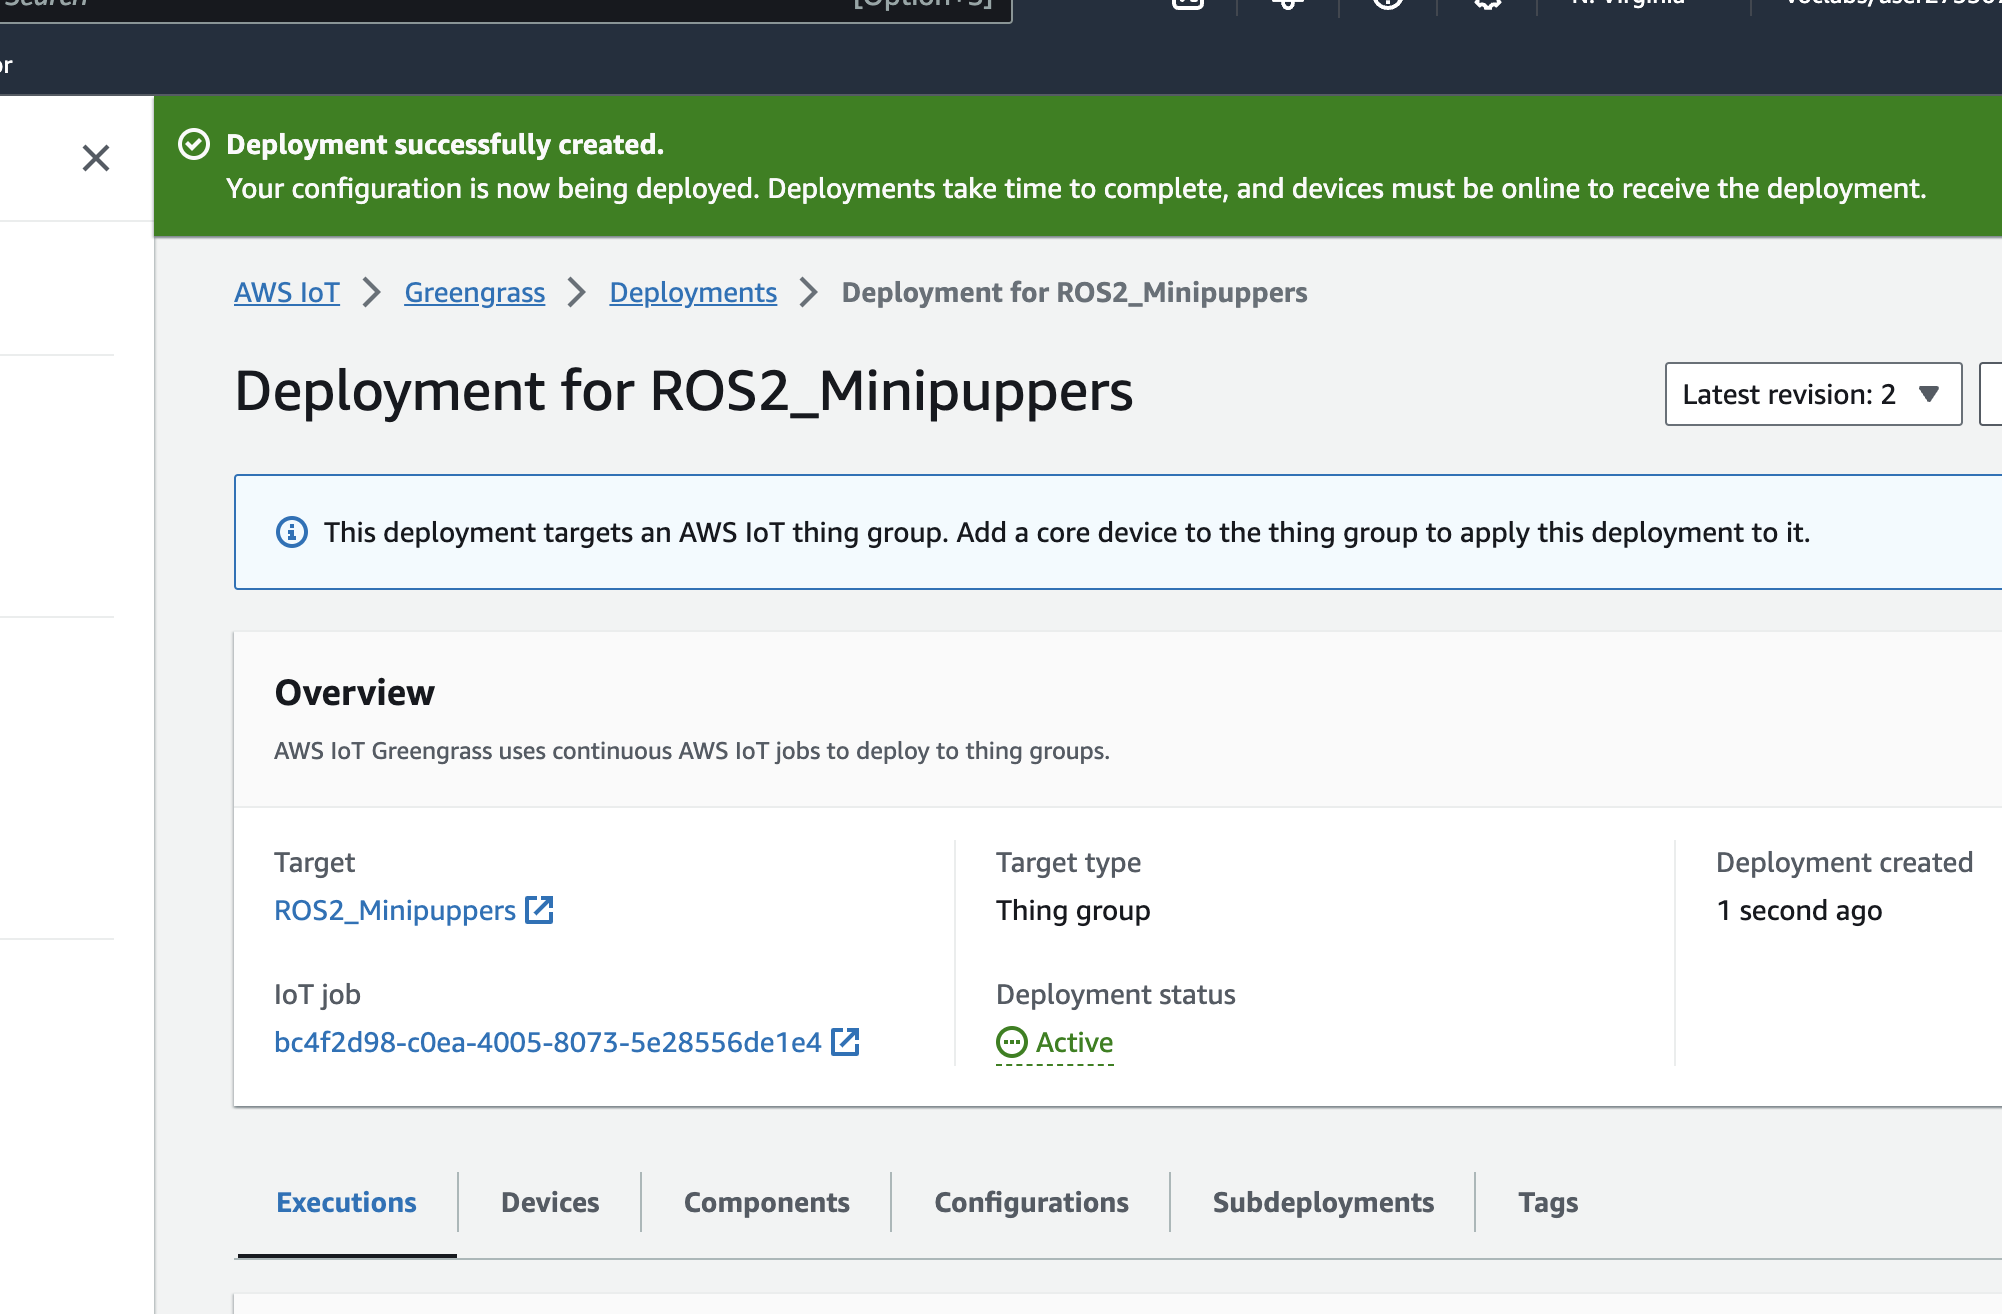 Search
[Option+S]
N. Virginia
or
Deployment successfully created.
Your configuration is now being deployed. Deployments take time to complete, and devices must be online to receive the deployment.
AWS IoT > Greengrass > Deployments > Deployment for ROS2_Minipuppers
Deployment for ROS2_Minipuppers
Latest revision: 2
This deployment targets an AWS IoT thing group. Add a core device to the thing group to apply this deployment to it.
Overview
AWS IoT Greengrass uses continuous AWS IoT jobs to deploy to thing groups.
Target
ROS2_Minipuppers
Target type
Thing group
Deployment created
1 second ago
IoT job
bc4f2d98-c0ea-4005-8073-5e28556de1e4
Deployment status
Active
Executions
Devices
Components
Configurations
Subdeployments
Tags